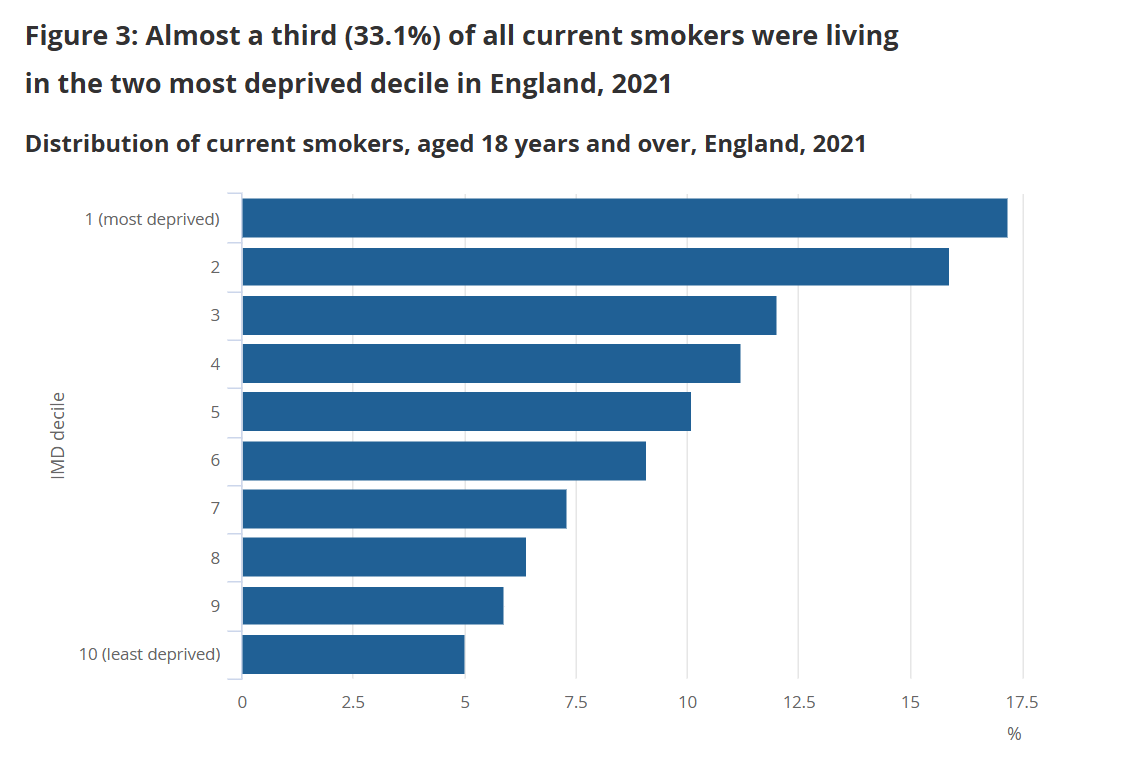 Figure 3: Almost a third (33.1%) of all current smokers were living
in the two most deprived decile in England, 2021
Distribution of current smokers, aged 18 years and over, England, 2021
IMD decile
1 (most deprived)
2
3
4
5
6
7
8
9
10 (least deprived)
0 2.5 5 7.5 10 12.5 15 17.5
%